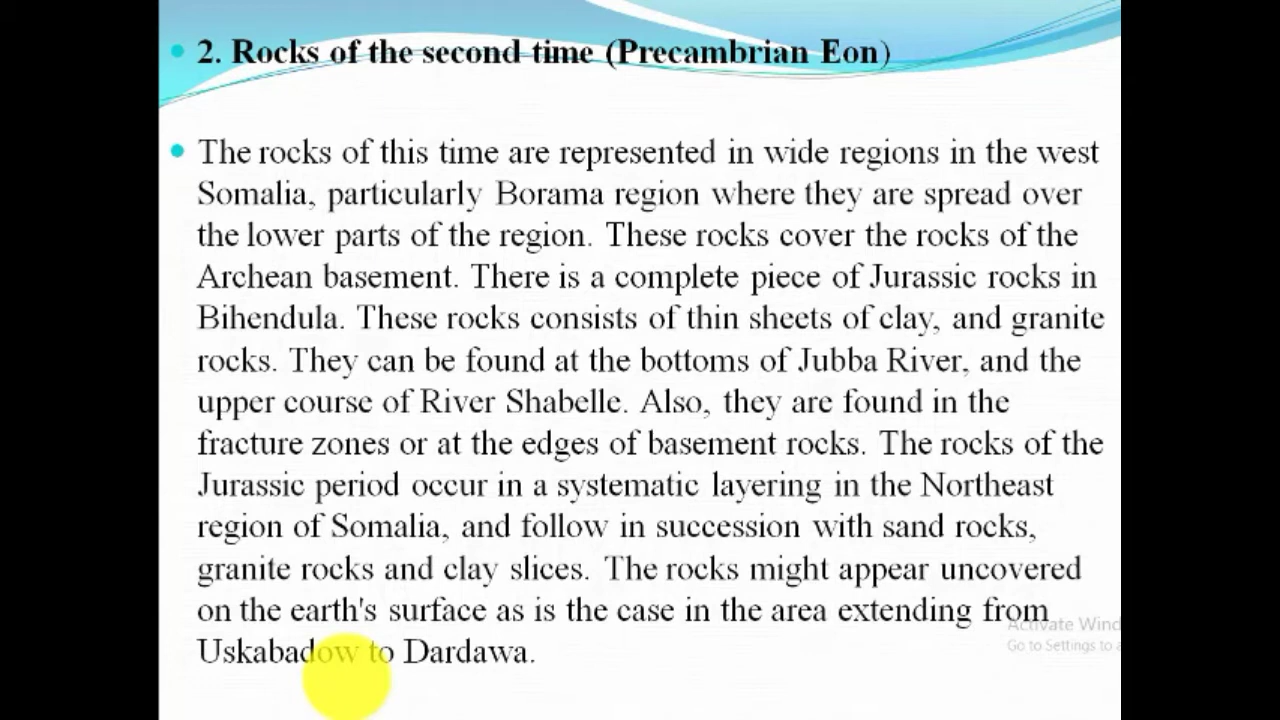 2. Rocks of the second time (Precambrian Eon)
The rocks of this time are represented in wide regions in the west
Somalia, particularly Borama region where they are spread over
the lower parts of the region. These rocks cover the rocks of the
Archean basement. There is a complete piece of Jurassic rocks in
Bihendula. These rocks consists of thin sheets of clay, and granite
rocks. They can be found at the bottoms of Jubba River, and the
upper course of River Shabelle. Also, they are found in the
fracture zones or at the edges of basement rocks. The rocks of the
Jurassic period occur in a systematic layering in the Northeast
region of Somalia, and follow in succession with sand rocks,
granite rocks and clay slices. The rocks might appear uncovered
on the earth's surface as is the case in the area extending from
Uskabadow to Dardawa.
Activate Wind
Go to Settings to a